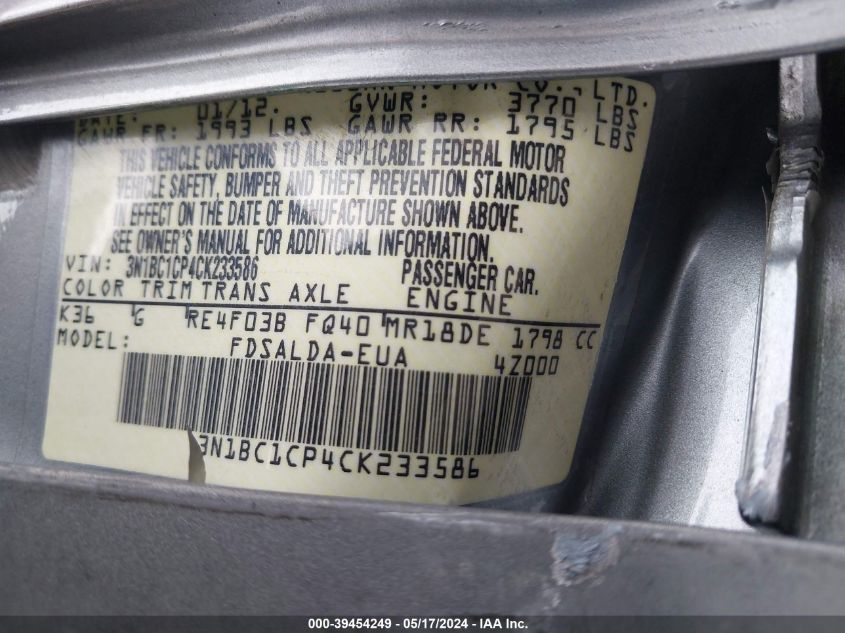 MOTOR CO., LTD.
DATE: 01/12. GVWR: 3770 LBS
GAWR FR: 1993 LBS GAWR RR: 1795 LBS
THIS VEHICLE CONFORMS TO ALL APPLICABLE FEDERAL MOTOR
VEHICLE SAFETY, BUMPER AND THEFT PREVENTION STANDARDS
IN EFFECT ON THE DATE OF MANUFACTURE SHOWN ABOVE.
SEE OWNER'S MANUAL FOR ADDITIONAL INFORMATION.
VIN: 3N1BC1CP4CK233586 PASSENGER CAR.
COLOR TRIM TRANS AXLE ENGINE
K36 G RE4F03B FQ40 MR18DE 1798 CC
MODEL: FDSALDA-EUA 4Z000
3N1BC1CP4CK233586
000-39454249 - 05/17/2024 - IAA Inc.